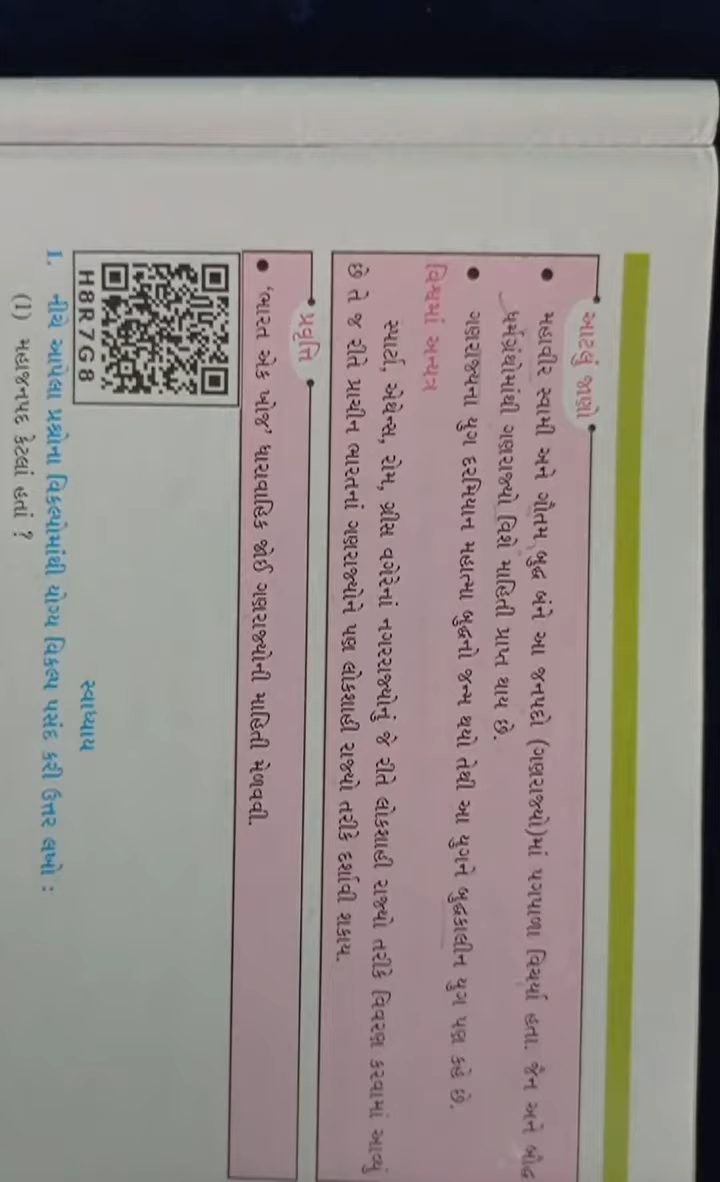 આટલું જાણો
● મહાવીર સ્વામી અને ગૌતમ બુદ્ધ બંને આ જનપદો (ગણરાજ્યો)માં પગપાળા વિચર્યા હતા. જૈન અને બૌદ્ધ
ધર્મગ્રંથોમાંથી ગણરાજ્યો વિશે માહિતી પ્રાપ્ત થાય છે.
● ગણરાજ્યના યુગ દરમિયાન મહાત્મા બુદ્ધનો જન્મ થયો તેથી આ યુગને બુદ્ધકાલીન યુગ પણ કહે છે.
વિશ્વમાં અન્યત્ર
સ્પાર્ટા, એથેન્સ, રોમ, ગ્રીસ વગેરેનાં નગરરાજ્યોનું જે રીતે લોકશાહી રાજ્યો તરીકે વિવરણ કરવામાં આવ્યું
છે તે જ રીતે પ્રાચીન ભારતનાં ગણરાજ્યોને પણ લોકશાહી રાજ્યો તરીકે દર્શાવી શકાય.
પ્રવૃત્તિ
● 'ભારત એક ખોજ' ધારાવાહિક જોઈ ગણરાજ્યોની માહિતી મેળવવી.
H8R7G8
સ્વાધ્યાય
1. નીચે આપેલા પ્રશ્નોના વિકલ્પોમાંથી યોગ્ય વિકલ્પ પસંદ કરી ઉત્તર લખો :
(1) મહાજનપદ કેટલાં હતાં ?